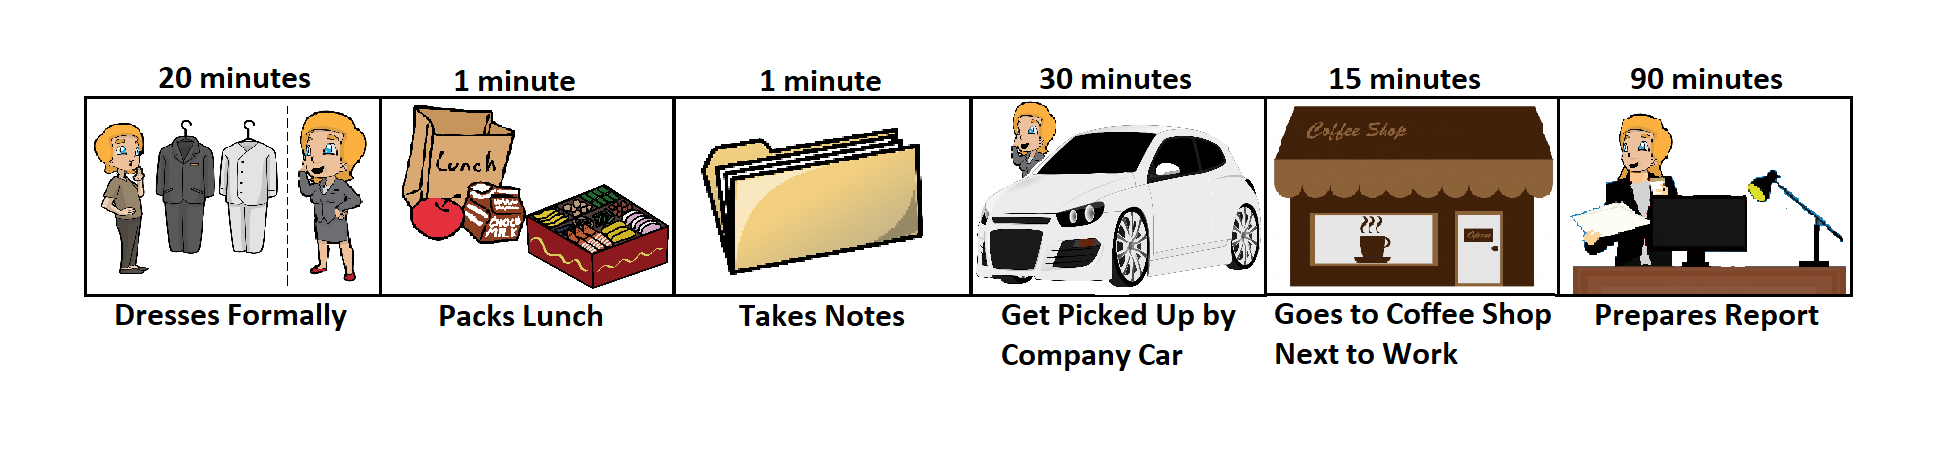 20 minutes
1 minute
1 minute
30 minutes
15 minutes
90 minutes
Lunch
CHOCO
MILK
Coffee Shop
Open
Dresses Formally
Packs Lunch
Takes Notes
Get Picked Up by
Company Car
Goes to Coffee Shop
Next to Work
Prepares Report